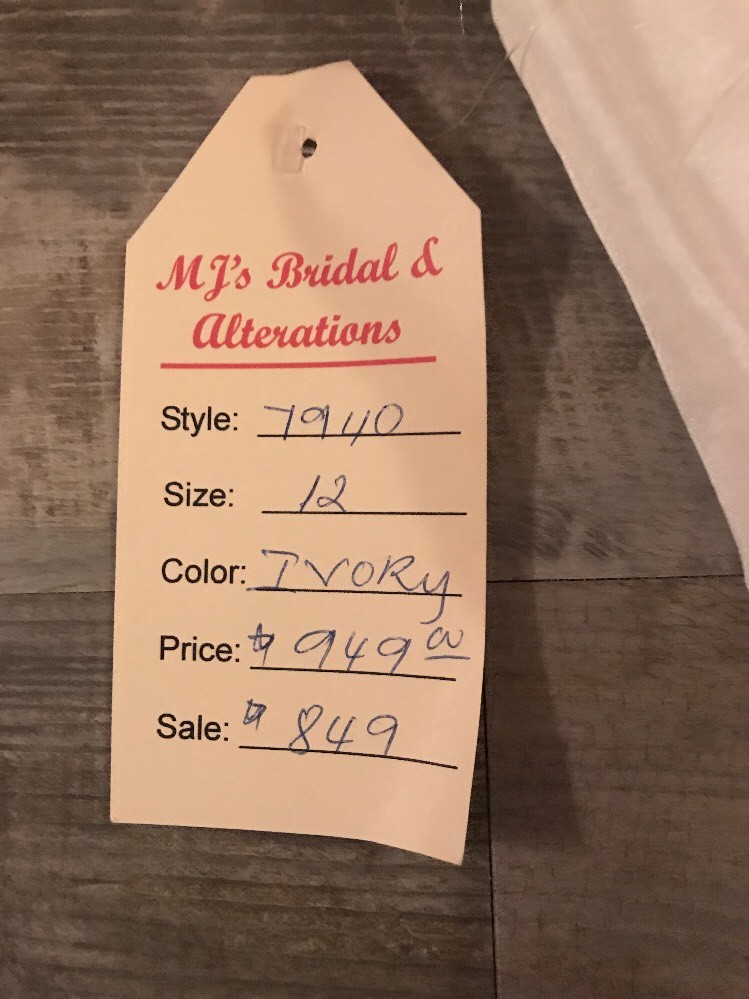 MJ's Bridal &
Alterations
Style: 7940
Size: 12
Color: IVORY
Price: $949.00
Sale: $849